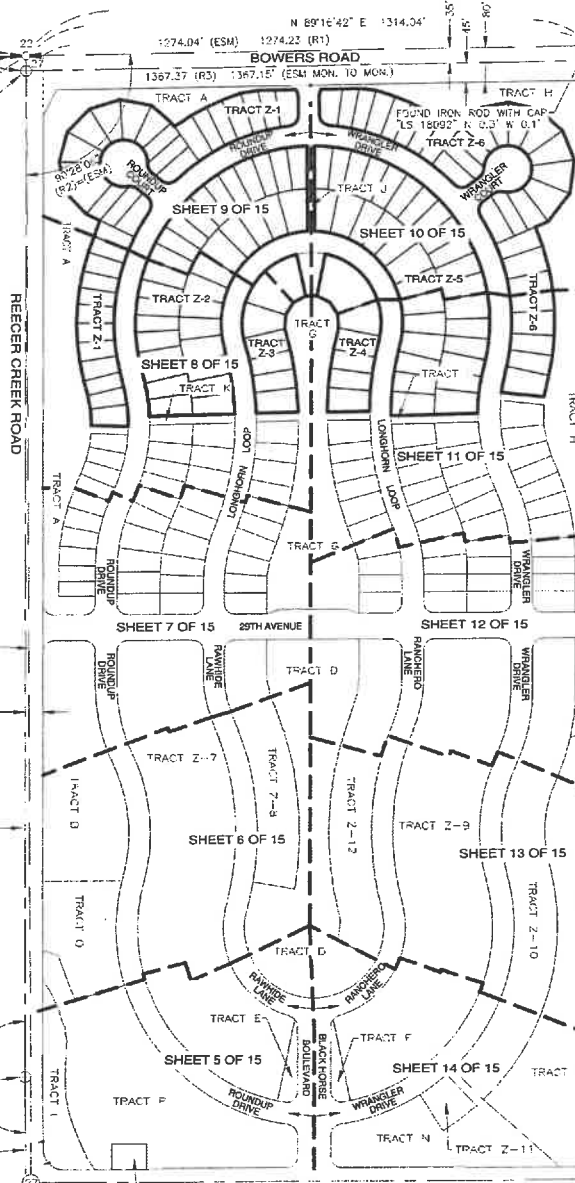 N 89°16'42" E 1314.04'
35'
45'
80'
22
27
1274.04' (ESM) 1274.23 (R1)
BOWERS ROAD
1367.37 (R3) 1367.15' (ESM MON. TO MON.)
TRACT A
TRACT Z-1
TRACT H
FOUND IRON ROD WITH CAP
"LS 18092" N 0.3' W 0.1'
TRACT Z-6
ROUNDUP
DRIVE
WRANGLER
DRIVE
(R2)=(ESM)
ROUNDUP
COURT
WRANGLER
COURT
TRACT J
SHEET 9 OF 15
SHEET 10 OF 15
TRACT A
TRACT Z-5
TRACT Z-2
TRACT Z-1
TRACT Z-6
TRACT
G
TRACT
Z-3
TRACT
Z-4
REECER CREEK ROAD
SHEET 8 OF 15
TRACT K
TRACT
LONGHORN LOOP
LONGHORN LOOP
SHEET 11 OF 15
TRACT A
TRACT G
ROUNDUP
DRIVE
WRANGLER
DRIVE
SHEET 7 OF 15
29TH AVENUE
SHEET 12 OF 15
ROUNDUP
DRIVE
RAWHIDE
LANE
TRACT D
RANCHERO
LANE
WRANGLER
DRIVE
TRACT Z-7
TRACT Z-12
TRACT Z-9
SHEET 6 OF 15
SHEET 13 OF 15
TRACT Z-10
TRACT D
RAWHIDE
LANE
RANCHERO
LANE
TRACT E
TRACT F
SHEET 5 OF 15
BLACK HORSE
BOULEVARD
SHEET 14 OF 15
TRACT
TRACT P
ROUNDUP
DRIVE
WRANGLER
DRIVE
TRACT N
TRACT Z-11